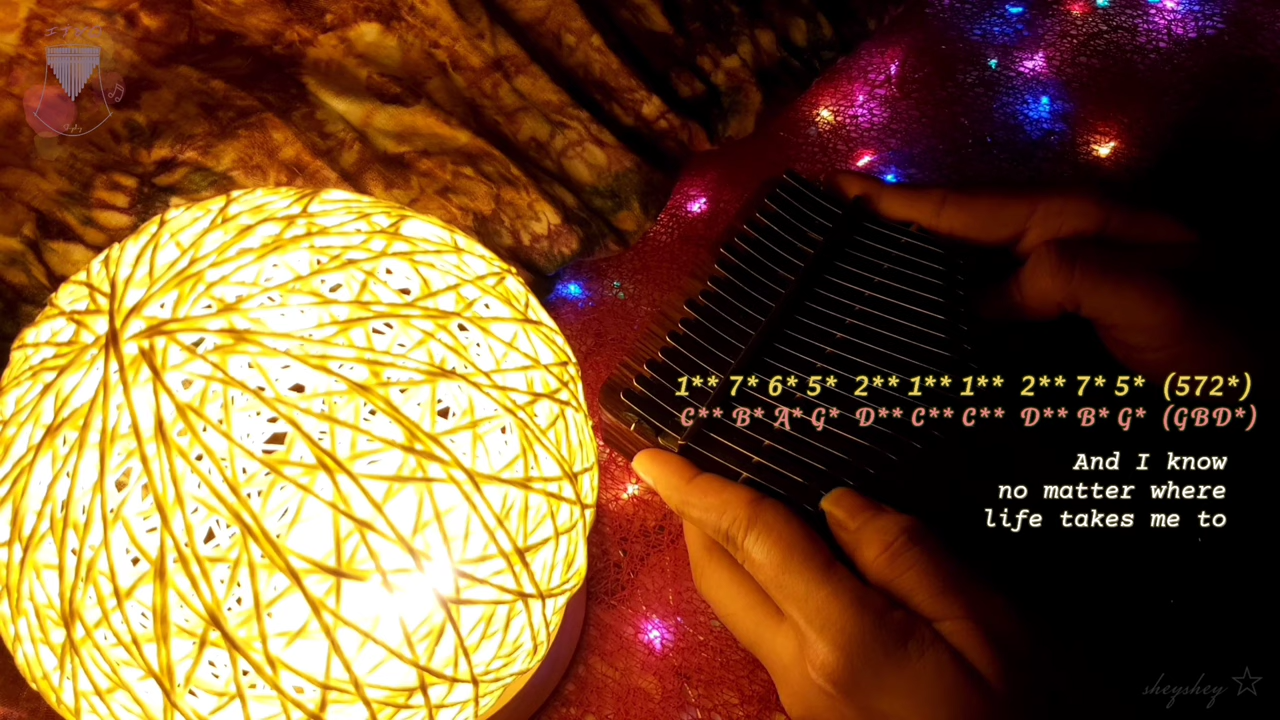 1** 7* 6* 5* 2** 1** 1** 2** 7* 5* (572*)
C** B* A* G* D** C** C** D** B* G* (GBD*)
And I know
no matter where
life takes me to
sheyshey